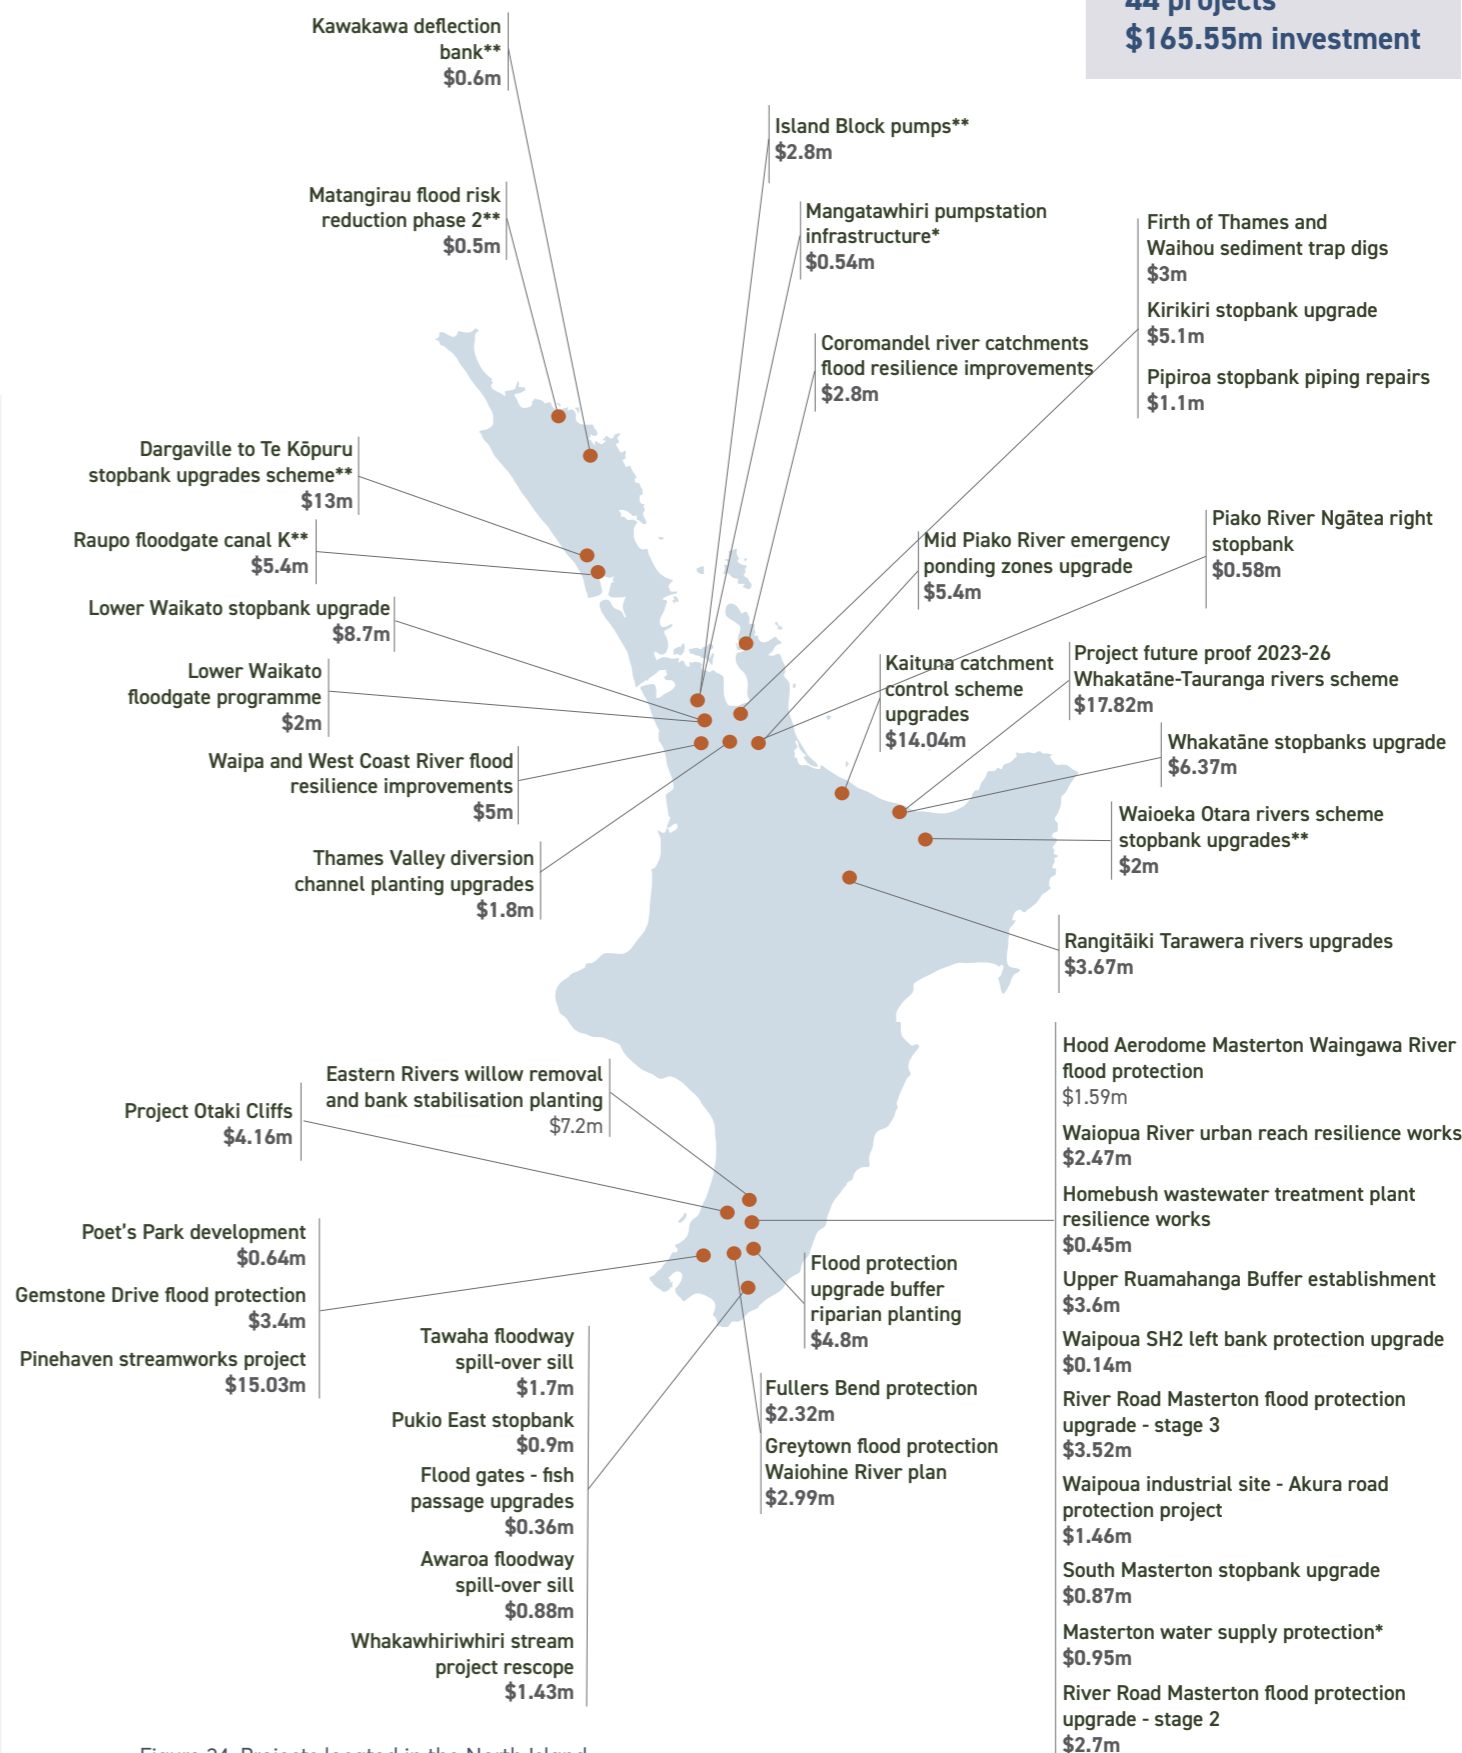 44 projects
$165.55m investment
Kawakawa deflection
bank**
$0.6m
Island Block pumps**
$2.8m
Matangirau flood risk
reduction phase 2**
$0.5m
Mangatawhiri pumpstation
infrastructure*
$0.54m
Firth of Thames and
Waihou sediment trap digs
$3m
Kirikiri stopbank upgrade
$5.1m
Pipiroa stopbank piping repairs
$1.1m
Coromandel river catchments
flood resilience improvements
$2.8m
Dargaville to Te Kōpuru
stopbank upgrades scheme**
$13m
Raupo floodgate canal K**
$5.4m
Mid Piako River emergency
ponding zones upgrade
$5.4m
Piako River Ngātea right
stopbank
$0.58m
Lower Waikato stopbank upgrade
$8.7m
Lower Waikato
floodgate programme
$2m
Kaituna catchment
control scheme
upgrades
$14.04m
Project future proof 2023-26
Whakatāne-Tauranga rivers scheme
$17.82m
Whakatāne stopbanks upgrade
$6.37m
Waipa and West Coast River flood
resilience improvements
$5m
Waioeka Otara rivers scheme
stopbank upgrades**
$2m
Thames Valley diversion
channel planting upgrades
$1.8m
Rangitāiki Tarawera rivers upgrades
$3.67m
Eastern Rivers willow removal
and bank stabilisation planting
$7.2m
Project Otaki Cliffs
$4.16m
Hood Aerodome Masterton Waingawa River
flood protection
$1.59m
Waiopua River urban reach resilience works
$2.47m
Homebush wastewater treatment plant
resilience works
$0.45m
Upper Ruamahanga Buffer establishment
$3.6m
Waipoua SH2 left bank protection upgrade
$0.14m
River Road Masterton flood protection
upgrade - stage 3
$3.52m
Waipoua industrial site - Akura road
protection project
$1.46m
South Masterton stopbank upgrade
$0.87m
Masterton water supply protection*
$0.95m
River Road Masterton flood protection
upgrade - stage 2
$2.7m
Poet's Park development
$0.64m
Gemstone Drive flood protection
$3.4m
Pinehaven streamworks project
$15.03m
Flood protection
upgrade buffer
riparian planting
$4.8m
Tawaha floodway
spill-over sill
$1.7m
Pukio East stopbank
$0.9m
Flood gates - fish
passage upgrades
$0.36m
Awaroa floodway
spill-over sill
$0.88m
Whakawhiriwhiri stream
project rescope
$1.43m
Fullers Bend protection
$2.32m
Greytown flood protection
Waiohine River plan
$2.99m
Figure 24: Projects located in the North Island